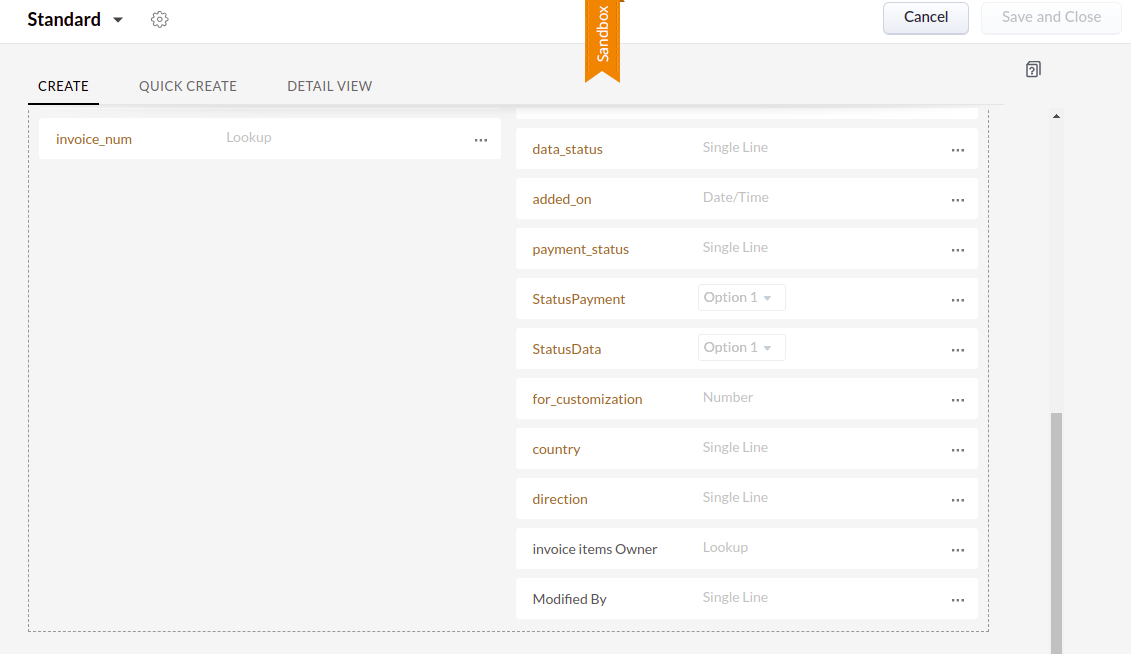 Standard
Sandbox
Cancel
Save and Close
CREATE
QUICK CREATE
DETAIL VIEW
invoice_num Lookup
data_status Single Line
added_on Date/Time
payment_status Single Line
StatusPayment Option 1
StatusData Option 1
for_customization Number
country Single Line
direction Single Line
invoice items Owner Lookup
Modified By Single Line